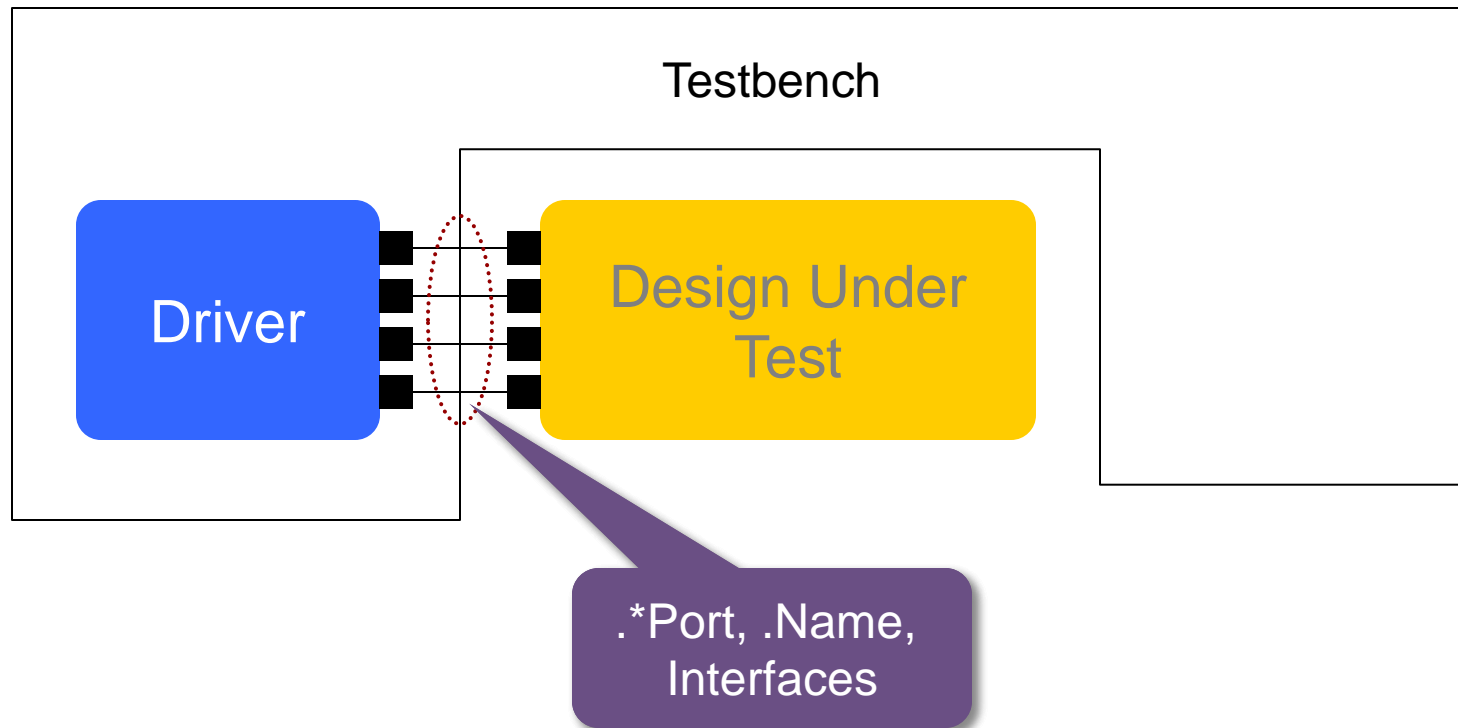 Testbench
Driver
Design Under
Test
.*Port, .Name,
Interfaces